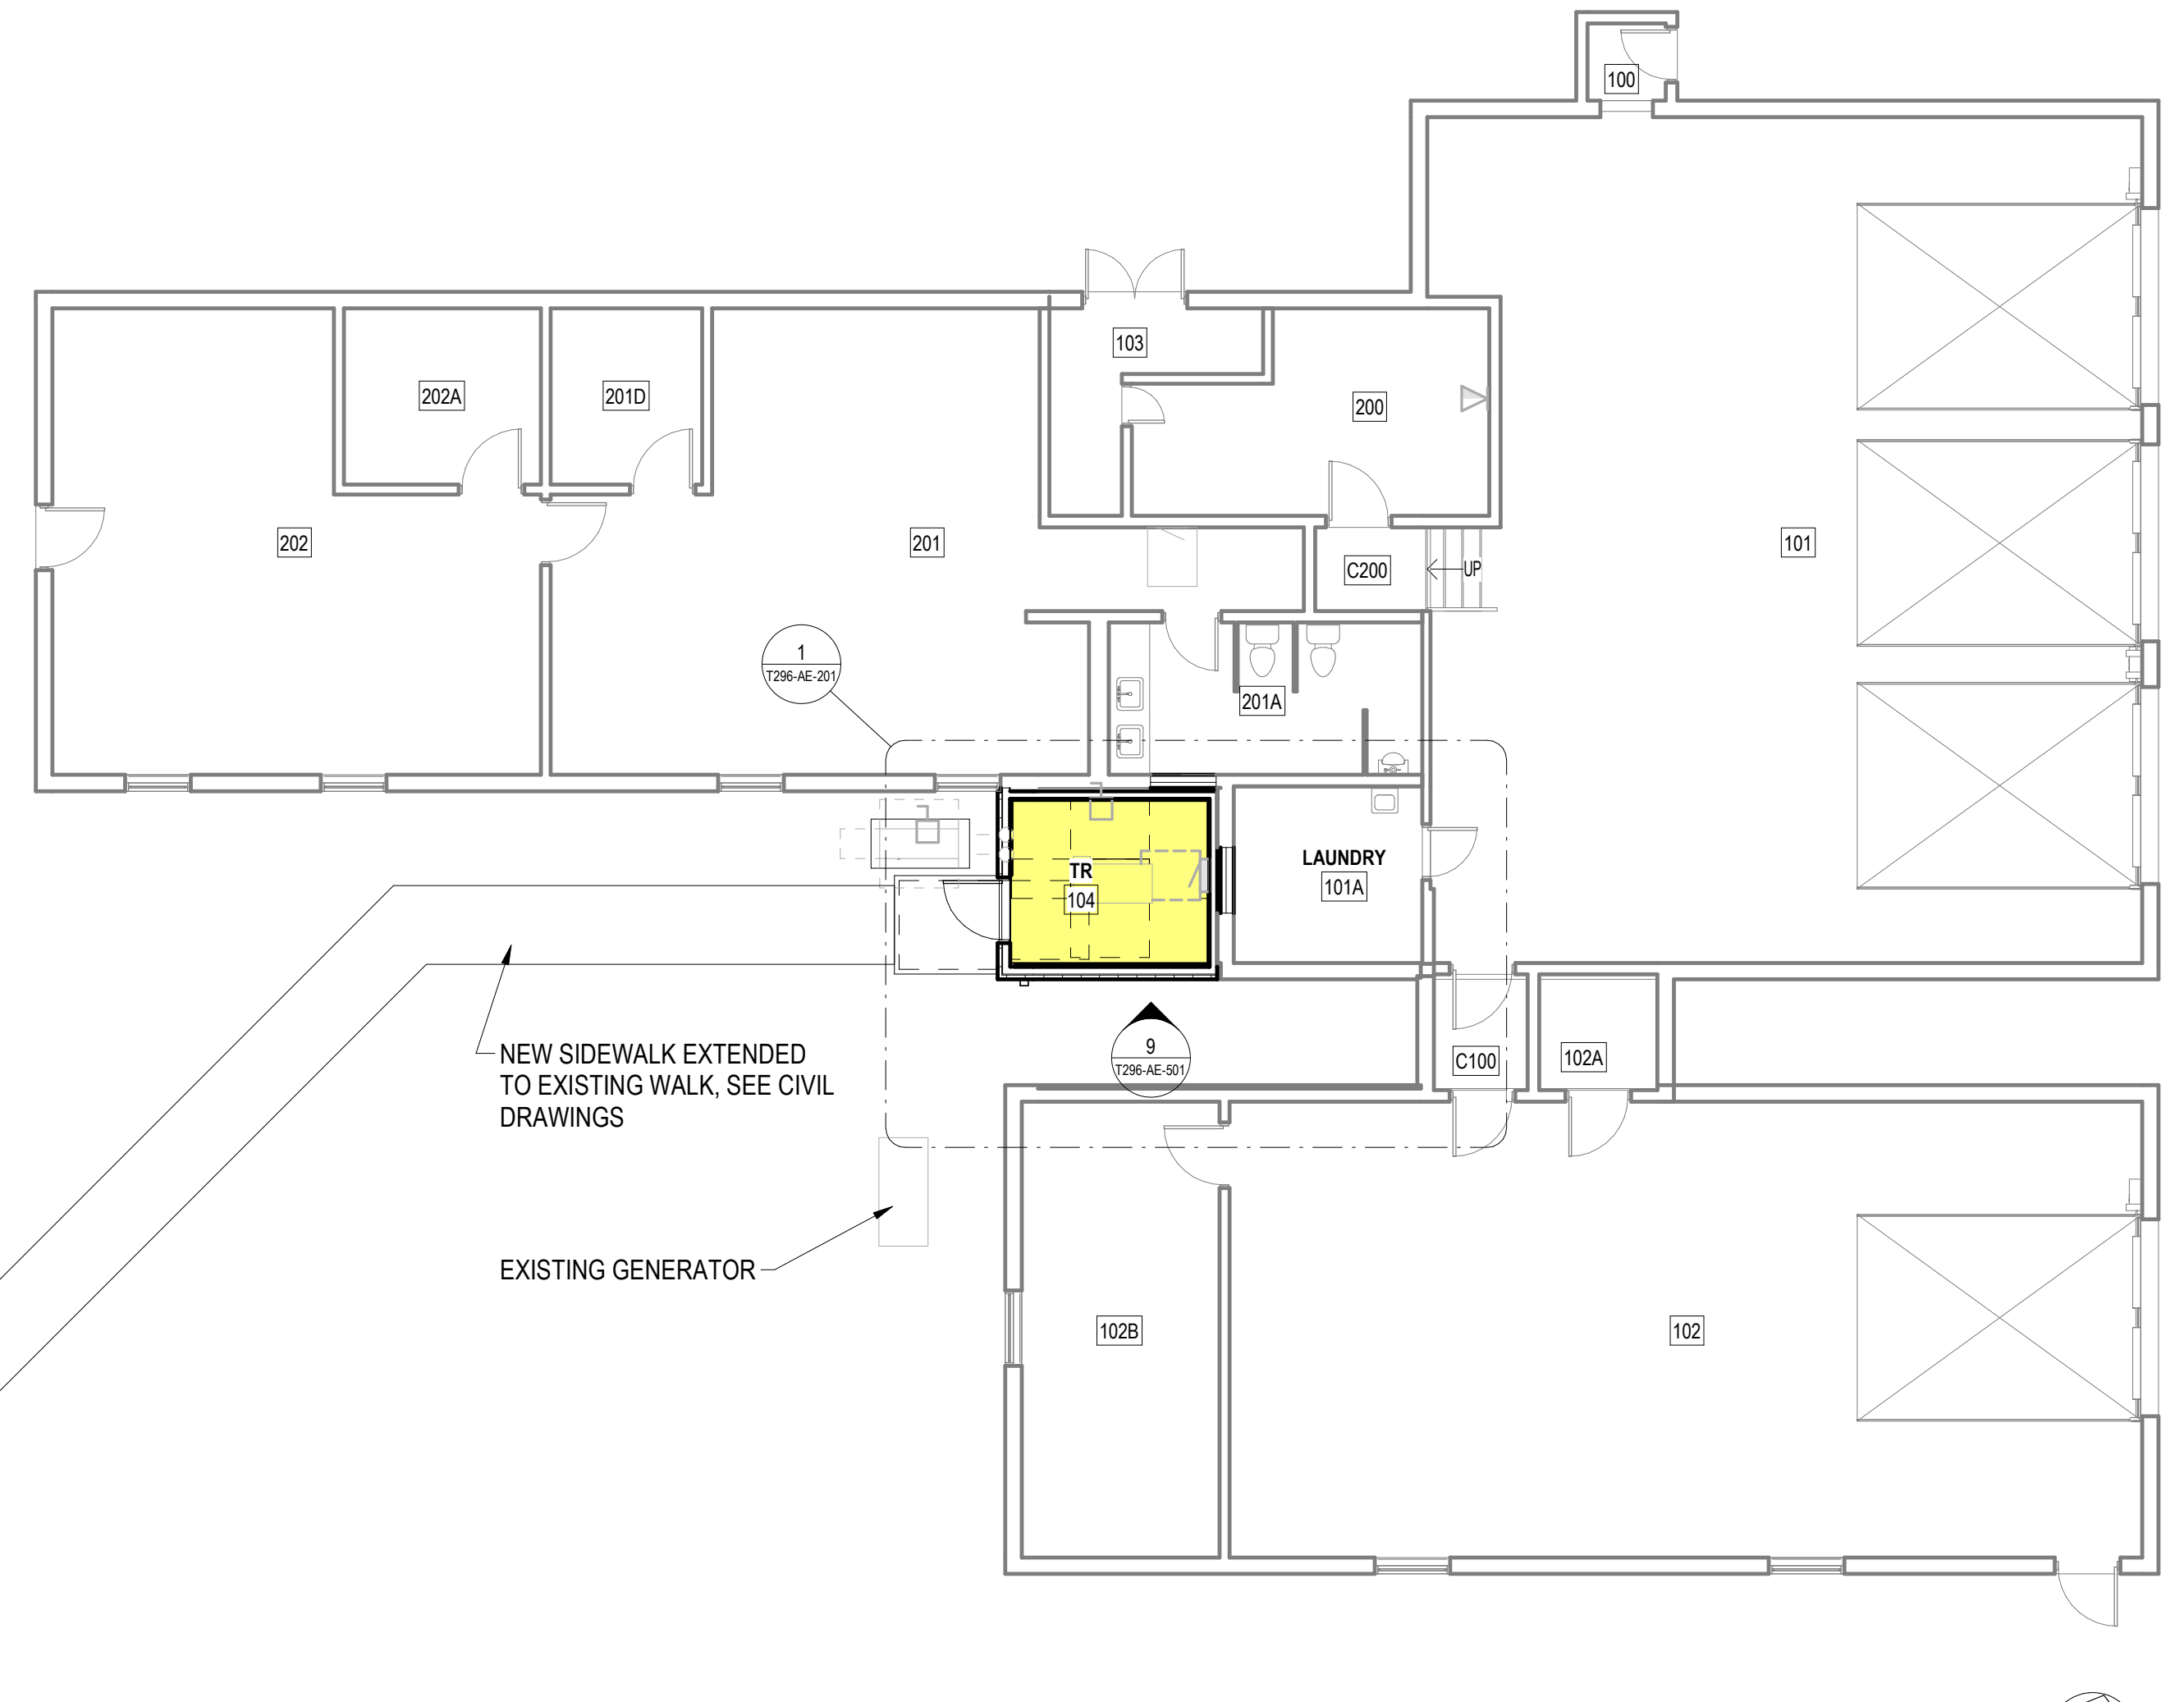 100
103
202A
201D
200
202
201
101
C200
UP
1
T296-AE-201
201A
TR
104
LAUNDRY
101A
NEW SIDEWALK EXTENDED
TO EXISTING WALK, SEE CIVIL
DRAWINGS
9
T296-AE-501
C100
102A
EXISTING GENERATOR
102B
102